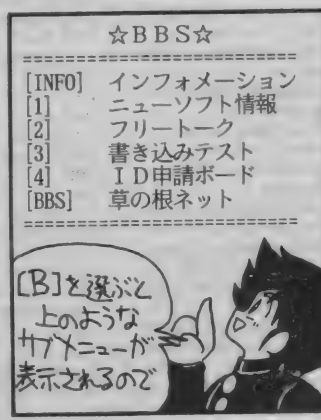 ☆ＢＢＳ☆
==============================
[INFO] インフォメーション
[1] ニューソフト情報
[2] フリートーク
[3] 書き込みテスト
[4] ＩＤ申請ボード
[BBS] 草の根ネット
==============================
[B]を選ぶと
上のような
サブメニューが
表示されるので